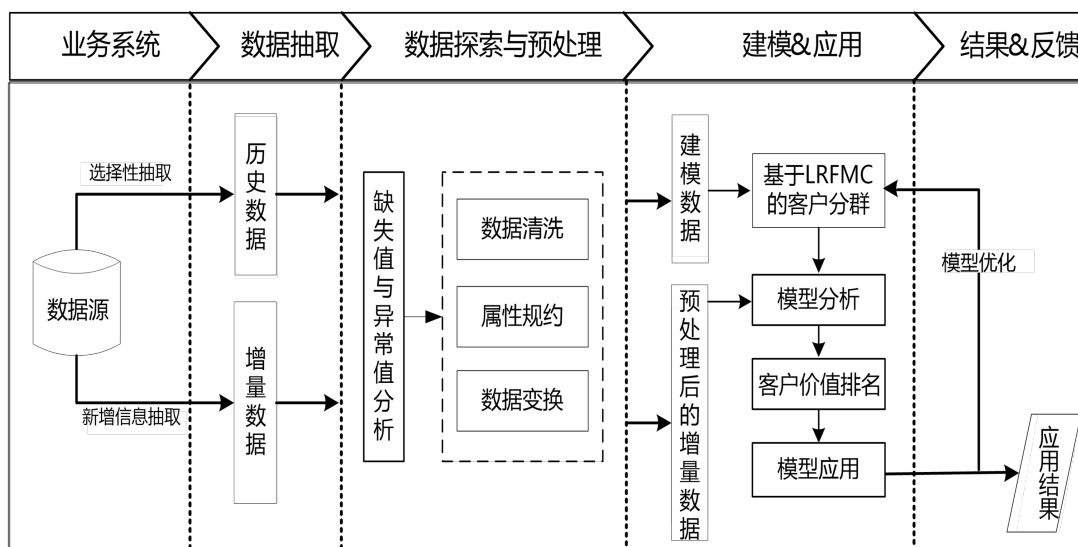 业务系统
数据抽取
数据探索与预处理
建模&应用
结果&反馈
选择性抽取
数据源
新增信息抽取
历史数据
增量数据
缺失值与异常值分析
数据清洗
属性规约
数据变换
建模数据
预处理后的增量数据
基于LRFMC
的客户分群
模型分析
客户价值排名
模型应用
模型优化
应用结果